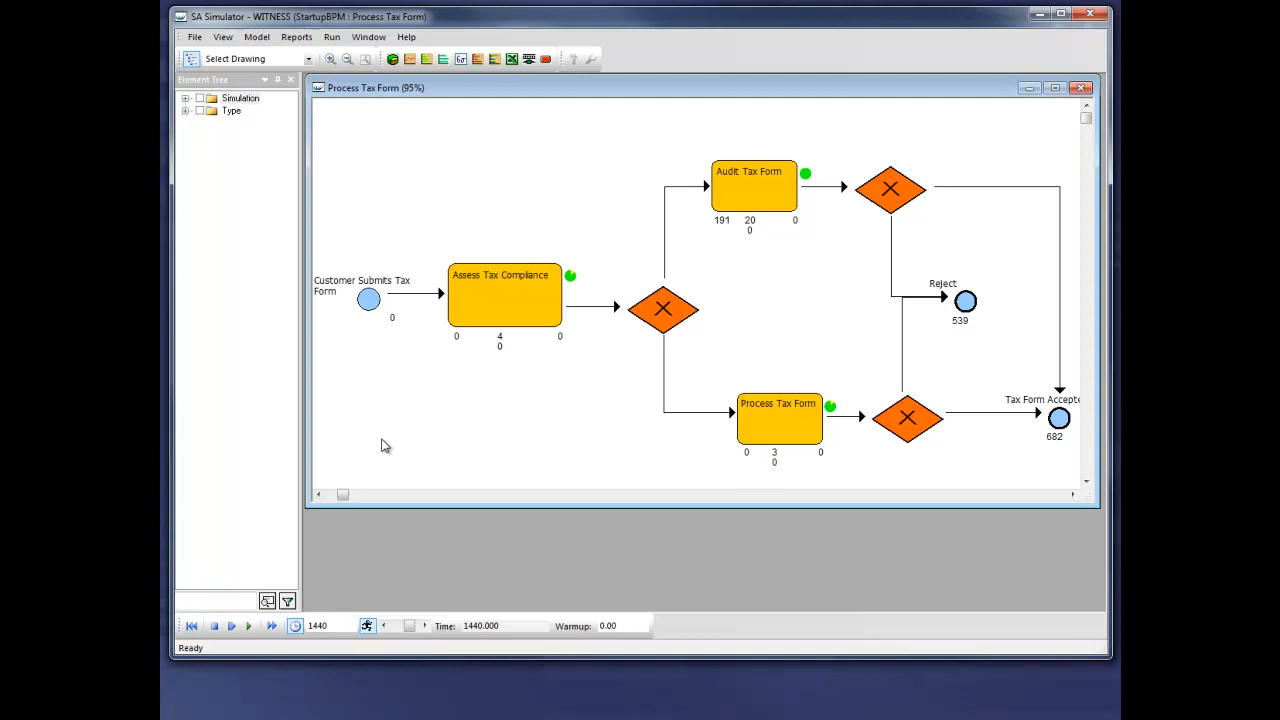 SA Simulator - WITNESS (StartupBPM : Process Tax Form)
File View Model Reports Run Window Help
Select Drawing
6σ
Element Tree
Process Tax Form (95%)
Simulation
Type
Audit Tax Form
191 20 0
0
Customer Submits Tax
Form
0
Assess Tax Compliance
0 4 0
0
Reject
539
Process Tax Form
0 3 0
0
Tax Form Accepte
682
1440 Time: 1440.000 Warmup: 0.00
Ready